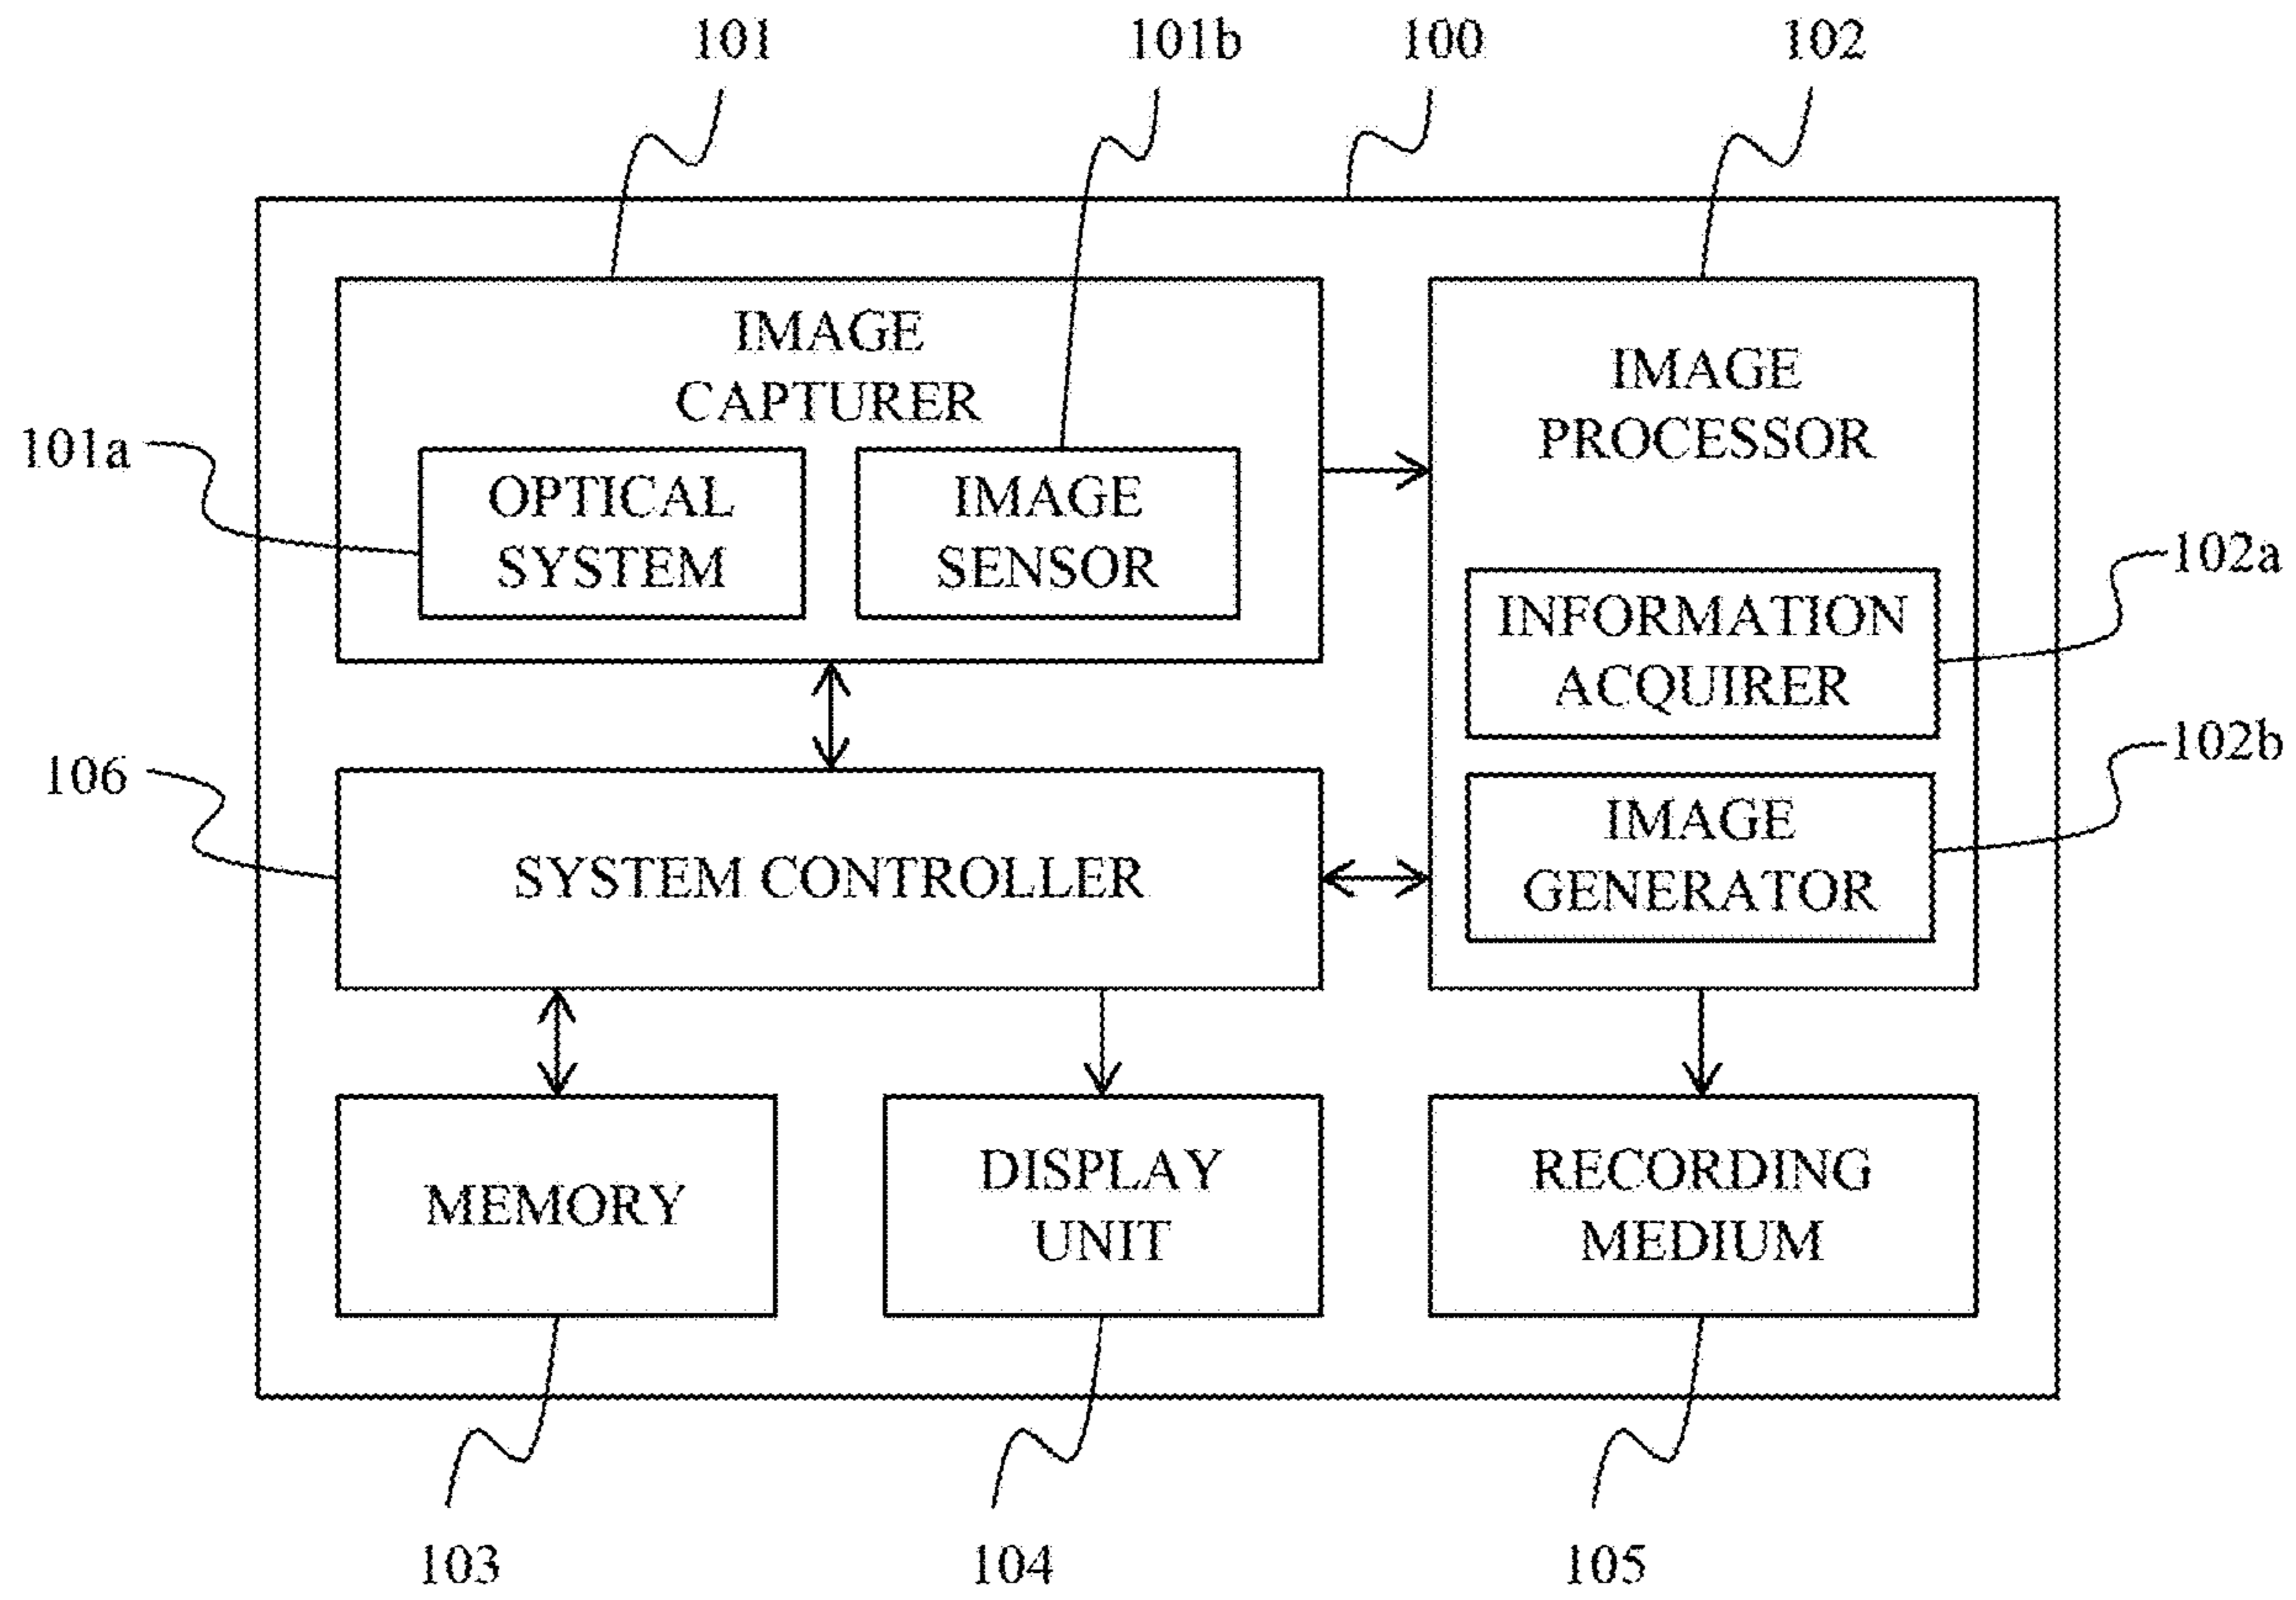 101
101b
100
102
IMAGE
CAPTURER
IMAGE
PROCESSOR
101a
OPTICAL
SYSTEM
IMAGE
SENSOR
102a
INFORMATION
ACQUIRER
102b
106
SYSTEM CONTROLLER
IMAGE
GENERATOR
MEMORY
DISPLAY
UNIT
RECORDING
MEDIUM
103
104
105